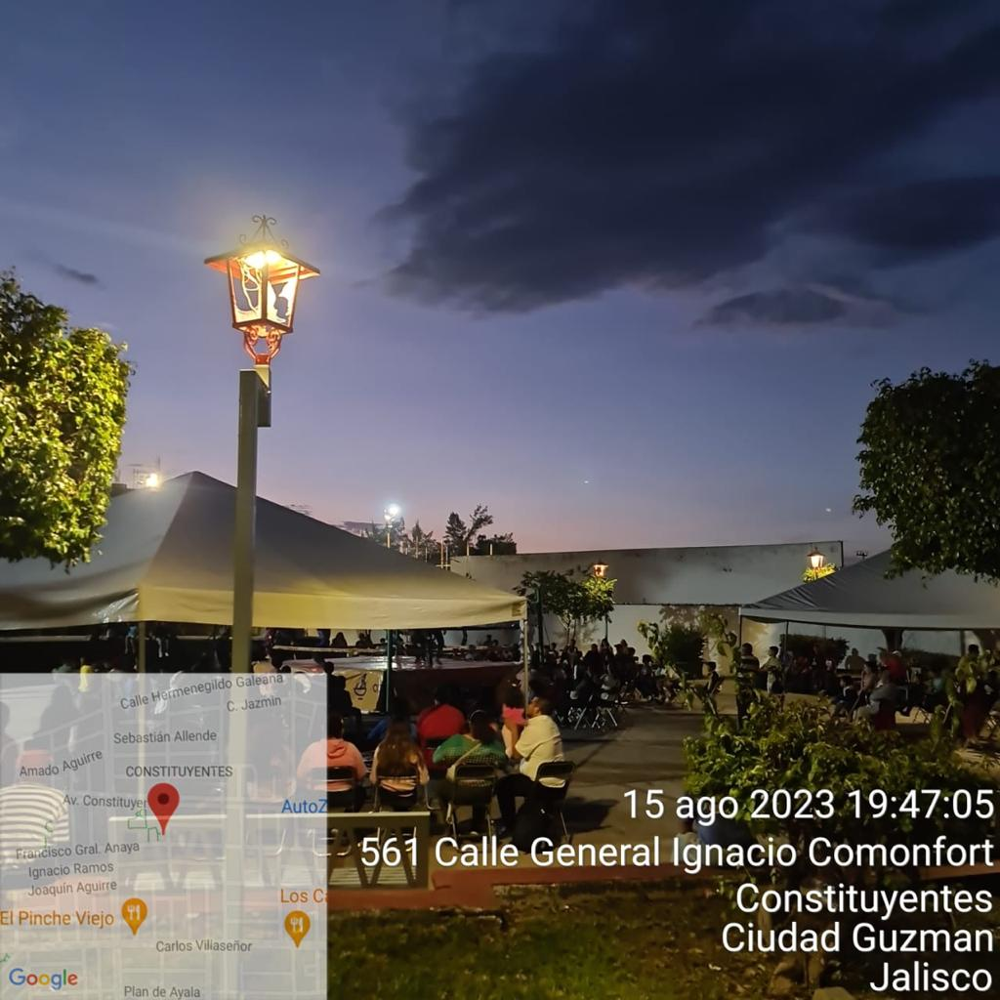 Calle Hermenegildo Galeana
C. Jazmín
Sebastián Allende
Amado Aguirre
CONSTITUYENTES
Av. Constituyen
AutoZ
Francisco Gral. Anaya
Ignacio Ramos
Joaquín Aguirre
Los Ca
El Pinche Viejo
Carlos Villaseñor
Google
Plan de Ayala
15 ago 2023 19:47:05
561 Calle General Ignacio Comonfort
Constituyentes
Ciudad Guzman
Jalisco